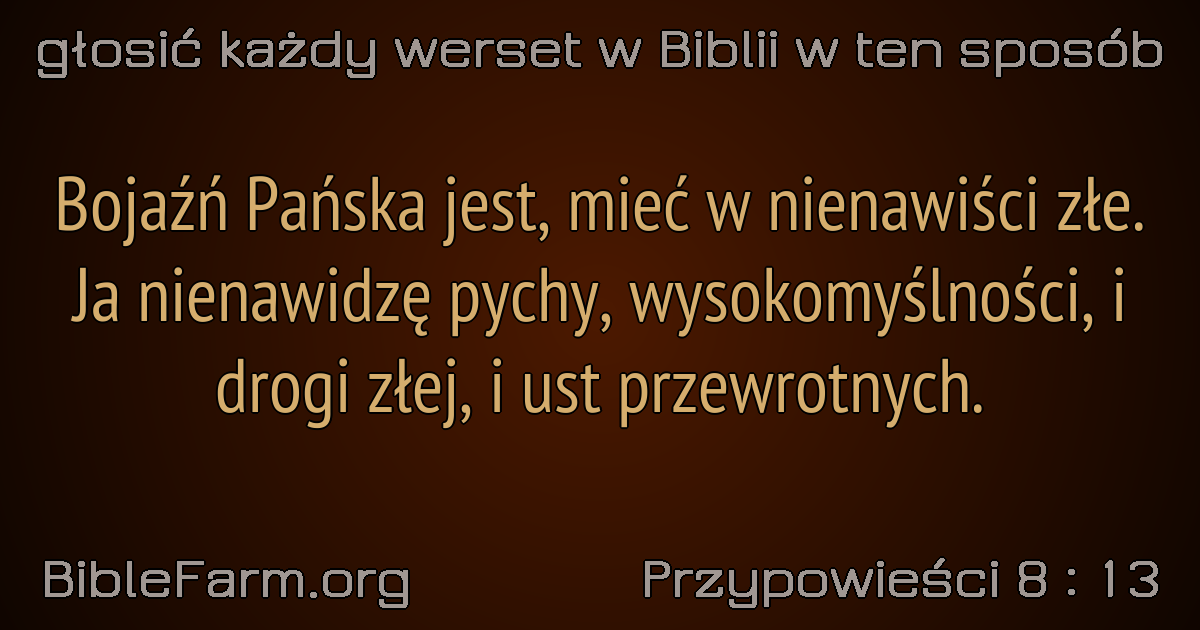 głosić każdy werset w Biblii w ten sposób
Bojaźń Pańska jest, mieć w nienawiści złe.
Ja nienawidzę pychy, wysokomyślności, i
drogi złej, i ust przewrotnych.
BibleFarm.org
Przypowieści 8 : 13